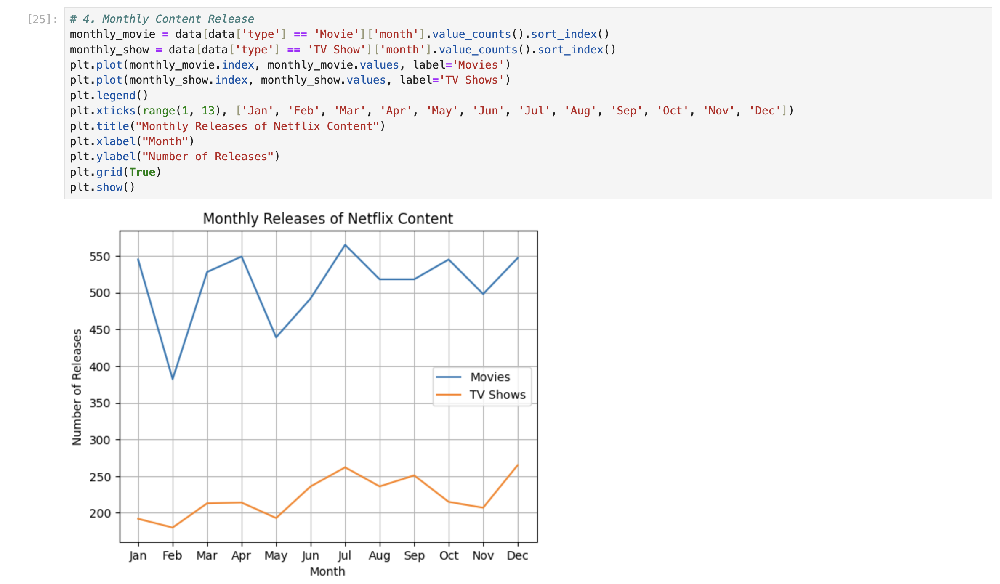 [25]: # 4. Monthly Content Release
monthly_movie = data[data['type'] == 'Movie']['month'].value_counts().sort_index()
monthly_show = data[data['type'] == 'TV Show']['month'].value_counts().sort_index()
plt.plot(monthly_movie.index, monthly_movie.values, label='Movies')
plt.plot(monthly_show.index, monthly_show.values, label='TV Shows')
plt.legend()
plt.xticks(range(1, 13), ['Jan', 'Feb', 'Mar', 'Apr', 'May', 'Jun', 'Jul', 'Aug', 'Sep', 'Oct', 'Nov', 'Dec'])
plt.title("Monthly Releases of Netflix Content")
plt.xlabel("Month")
plt.ylabel("Number of Releases")
plt.grid(True)
plt.show()
Monthly Releases of Netflix Content
Number of Releases
550
500
450
400
350
300
250
200
Movies
TV Shows
Jan Feb Mar Apr May Jun Jul Aug Sep Oct Nov Dec
Month